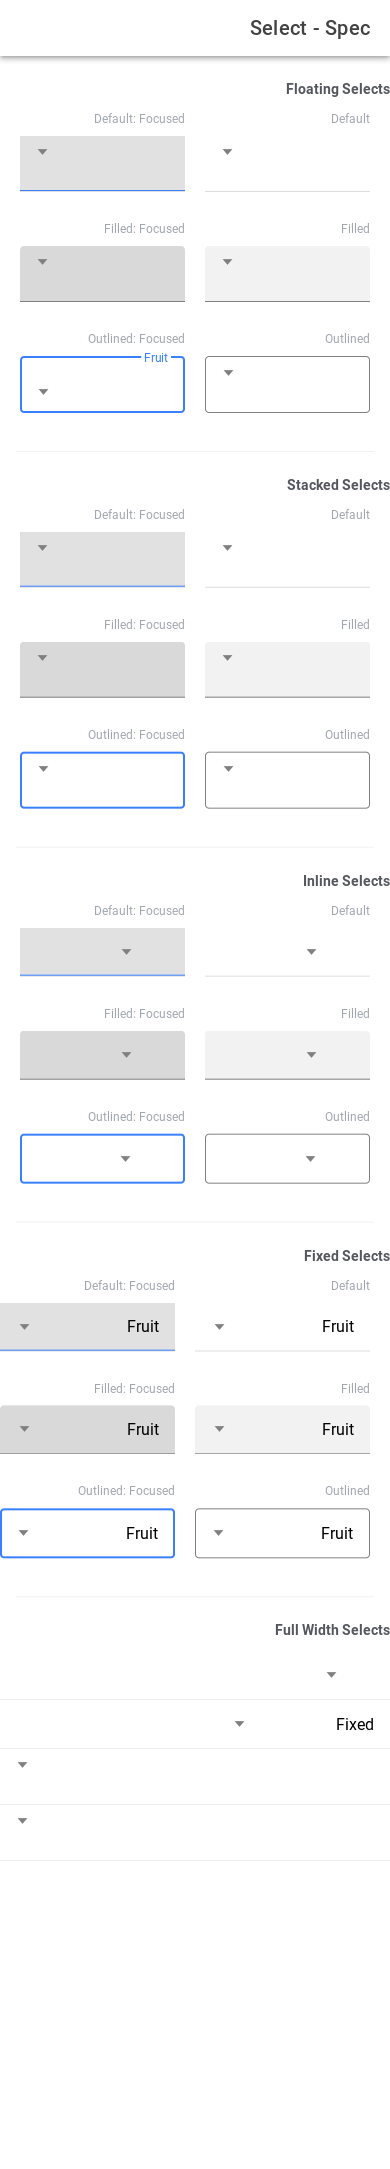 Select - Spec
Floating Selects
Default
Default: Focused
Filled
Filled: Focused
Outlined
Outlined: Focused
Fruit
Stacked Selects
Default
Default: Focused
Filled
Filled: Focused
Outlined
Outlined: Focused
Inline Selects
Default
Default: Focused
Filled
Filled: Focused
Outlined
Outlined: Focused
Fixed Selects
Default
Default: Focused
Fruit
Fruit
Filled
Filled: Focused
Fruit
Fruit
Outlined
Outlined: Focused
Fruit
Fruit
Full Width Selects
Fixed